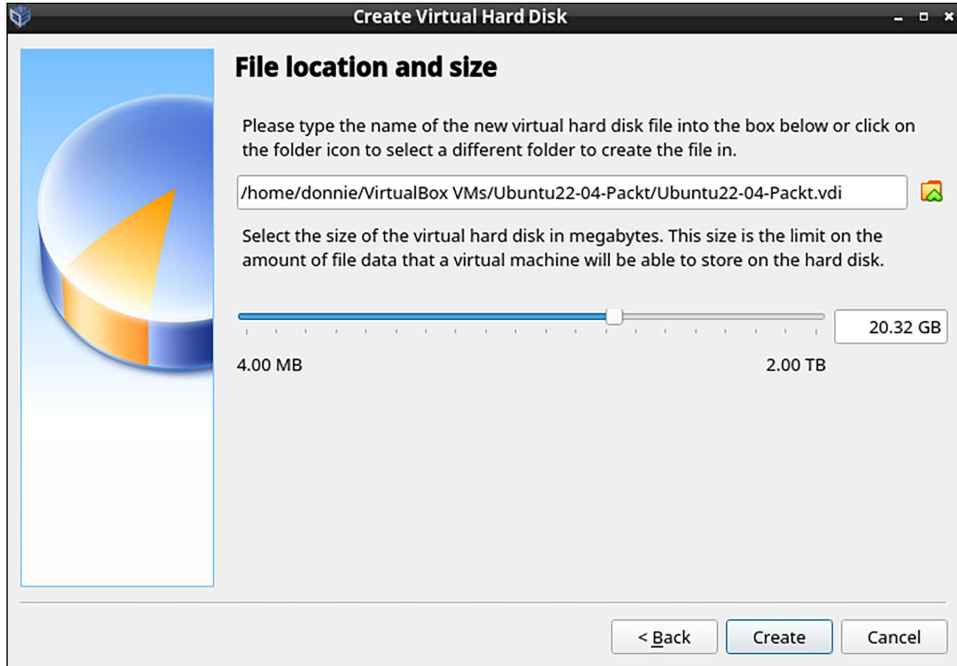 Create Virtual Hard Disk
File location and size
Please type the name of the new virtual hard disk file into the box below or click on
the folder icon to select a different folder to create the file in.
/home/donnie/VirtualBox VMs/Ubuntu22-04-Packt/Ubuntu22-04-Packt.vdi
Select the size of the virtual hard disk in megabytes. This size is the limit on the
amount of file data that a virtual machine will be able to store on the hard disk.
20.32 GB
4.00 MB 2.00 TB
< Back Create Cancel